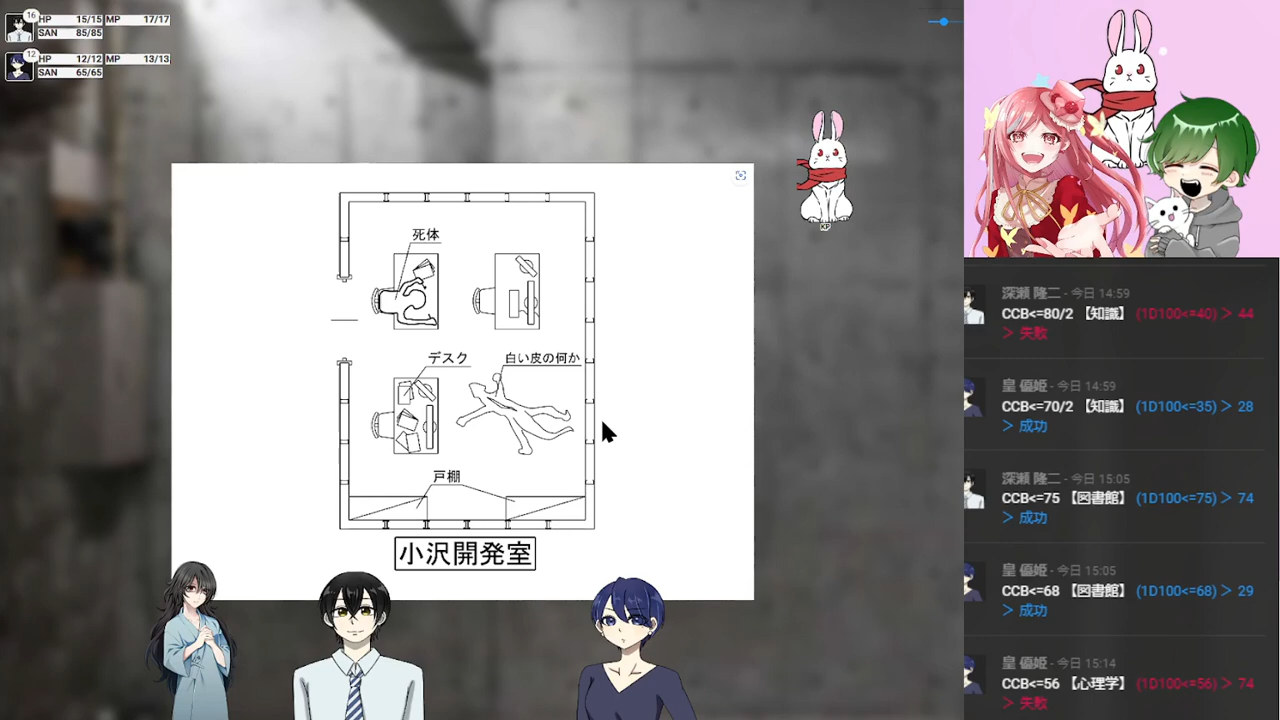 16
HP 15/15 MP 17/17
SAN 85/85
12
HP 12/12 MP 13/13
SAN 65/65
死体
デスク
白い皮の何か
戸棚
小沢開発室
KP
深瀬 隆二 - 今日 14:59
CCB<=80/2 【知識】 (1D100<=40) ＞ 44
＞ 失敗
皇 優姫 - 今日 14:59
CCB<=70/2 【知識】 (1D100<=35) ＞ 28
＞ 成功
深瀬 隆二 - 今日 15:05
CCB<=75 【図書館】 (1D100<=75) ＞ 74
＞ 成功
皇 優姫 - 今日 15:05
CCB<=68 【図書館】 (1D100<=68) ＞ 29
＞ 成功
皇 優姫 - 今日 15:14
CCB<=56 【心理学】 (1D100<=56) ＞ 74
＞ 失敗